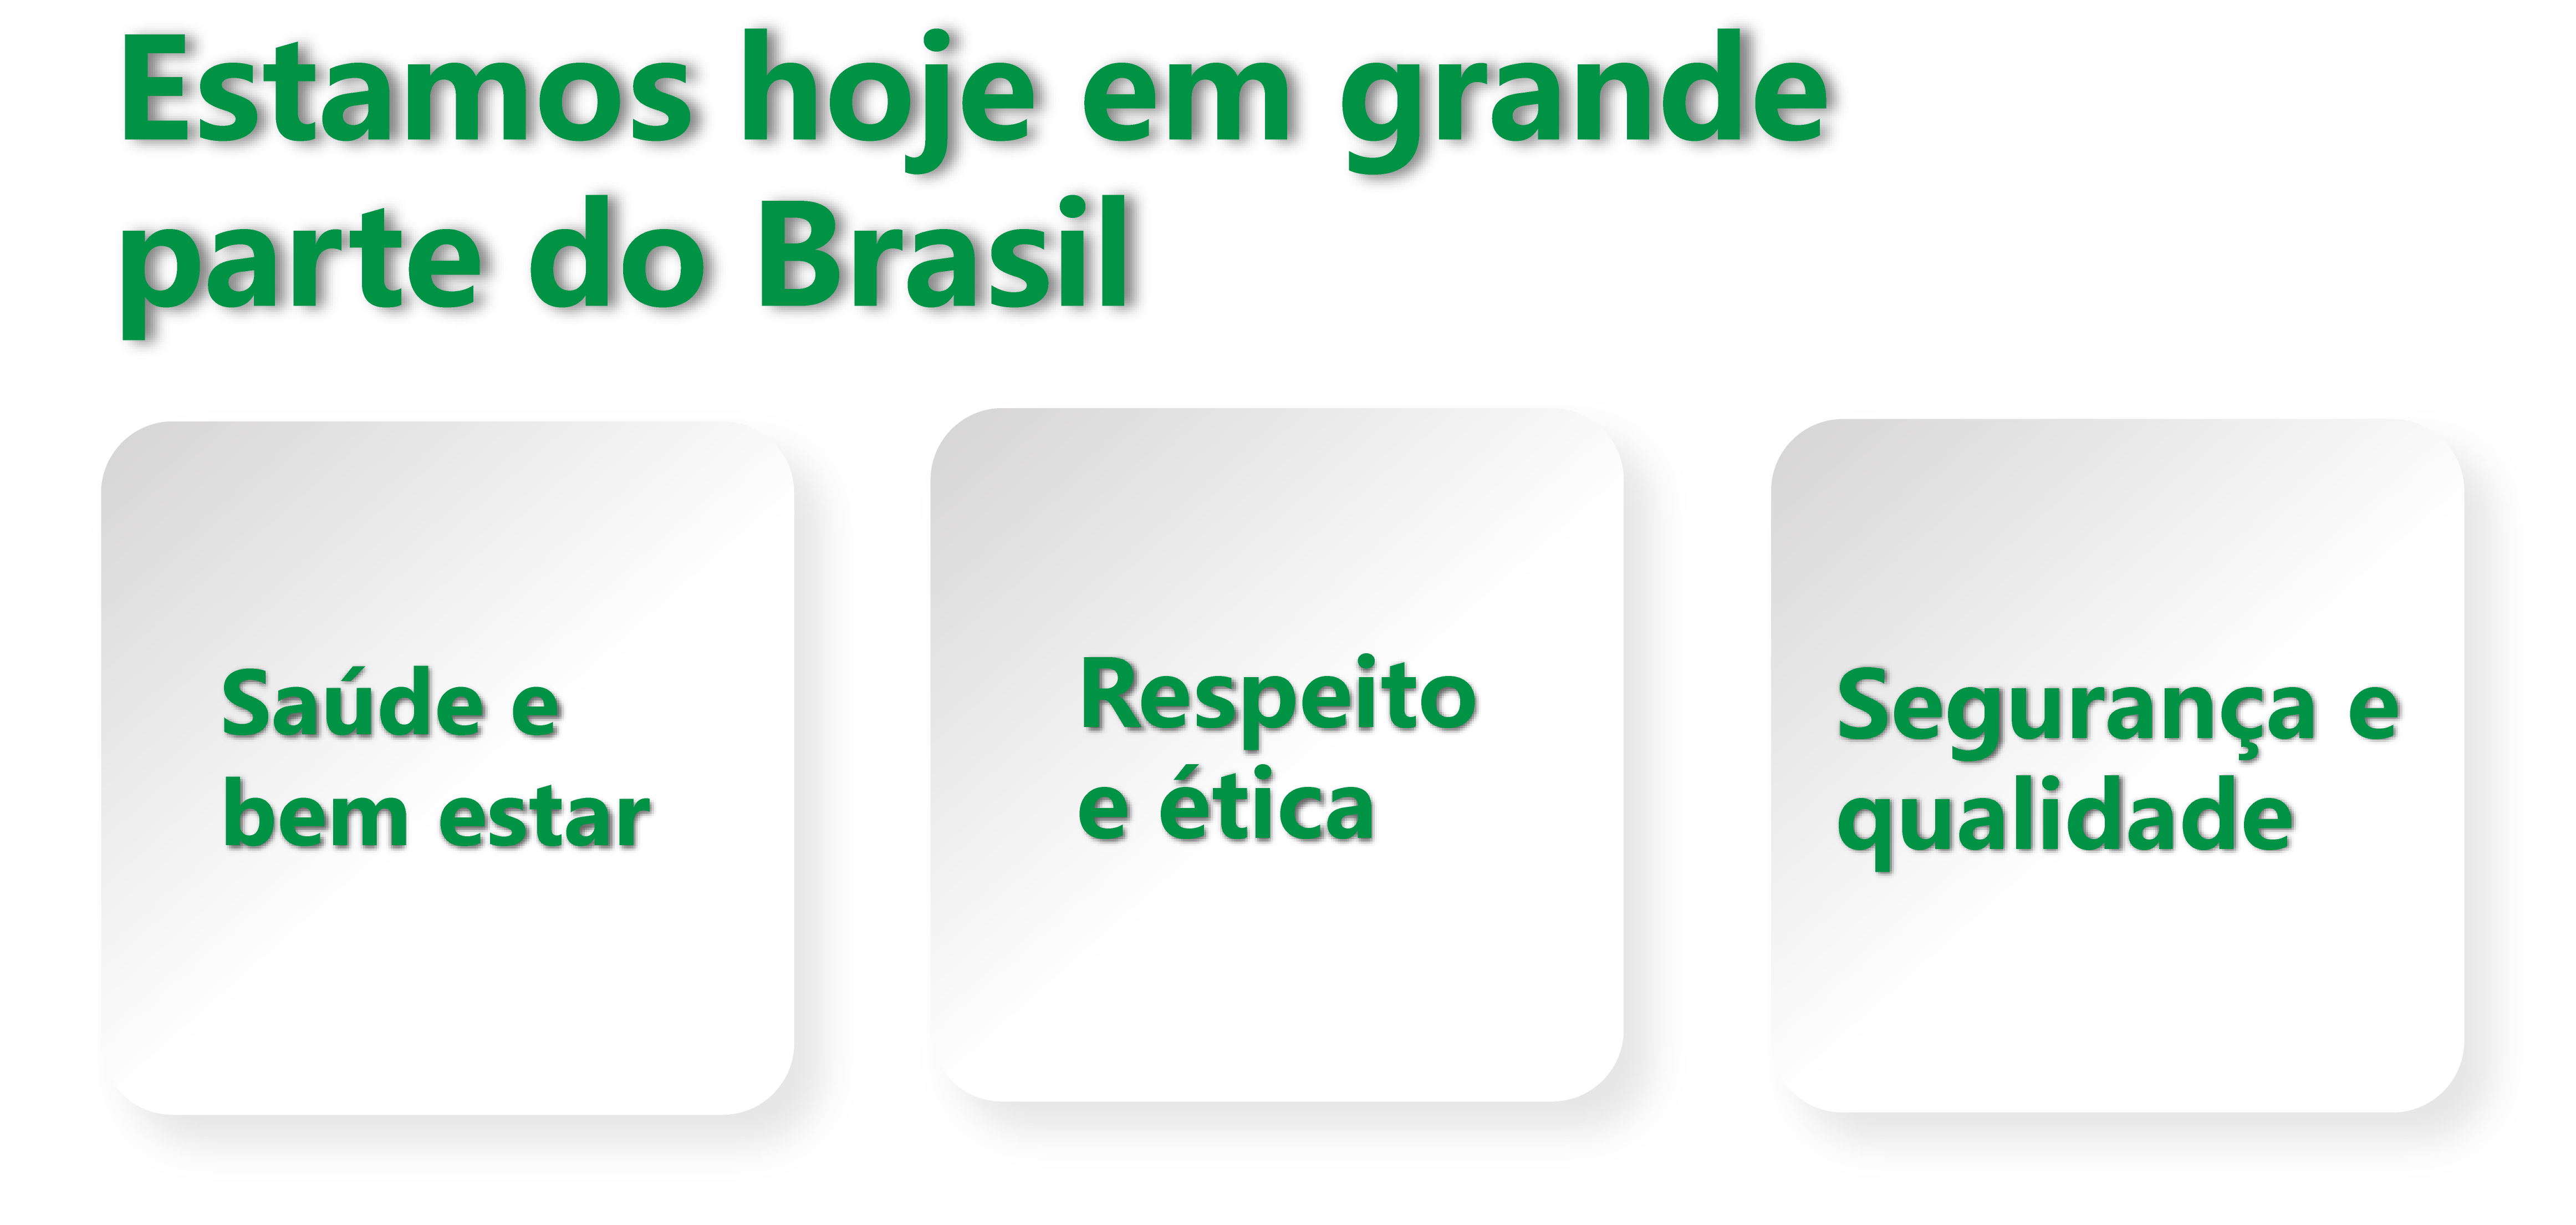 Estamos hoje em grande
parte do Brasil
Saúde e
bem estar
Respeito
e ética
Segurança e
qualidade